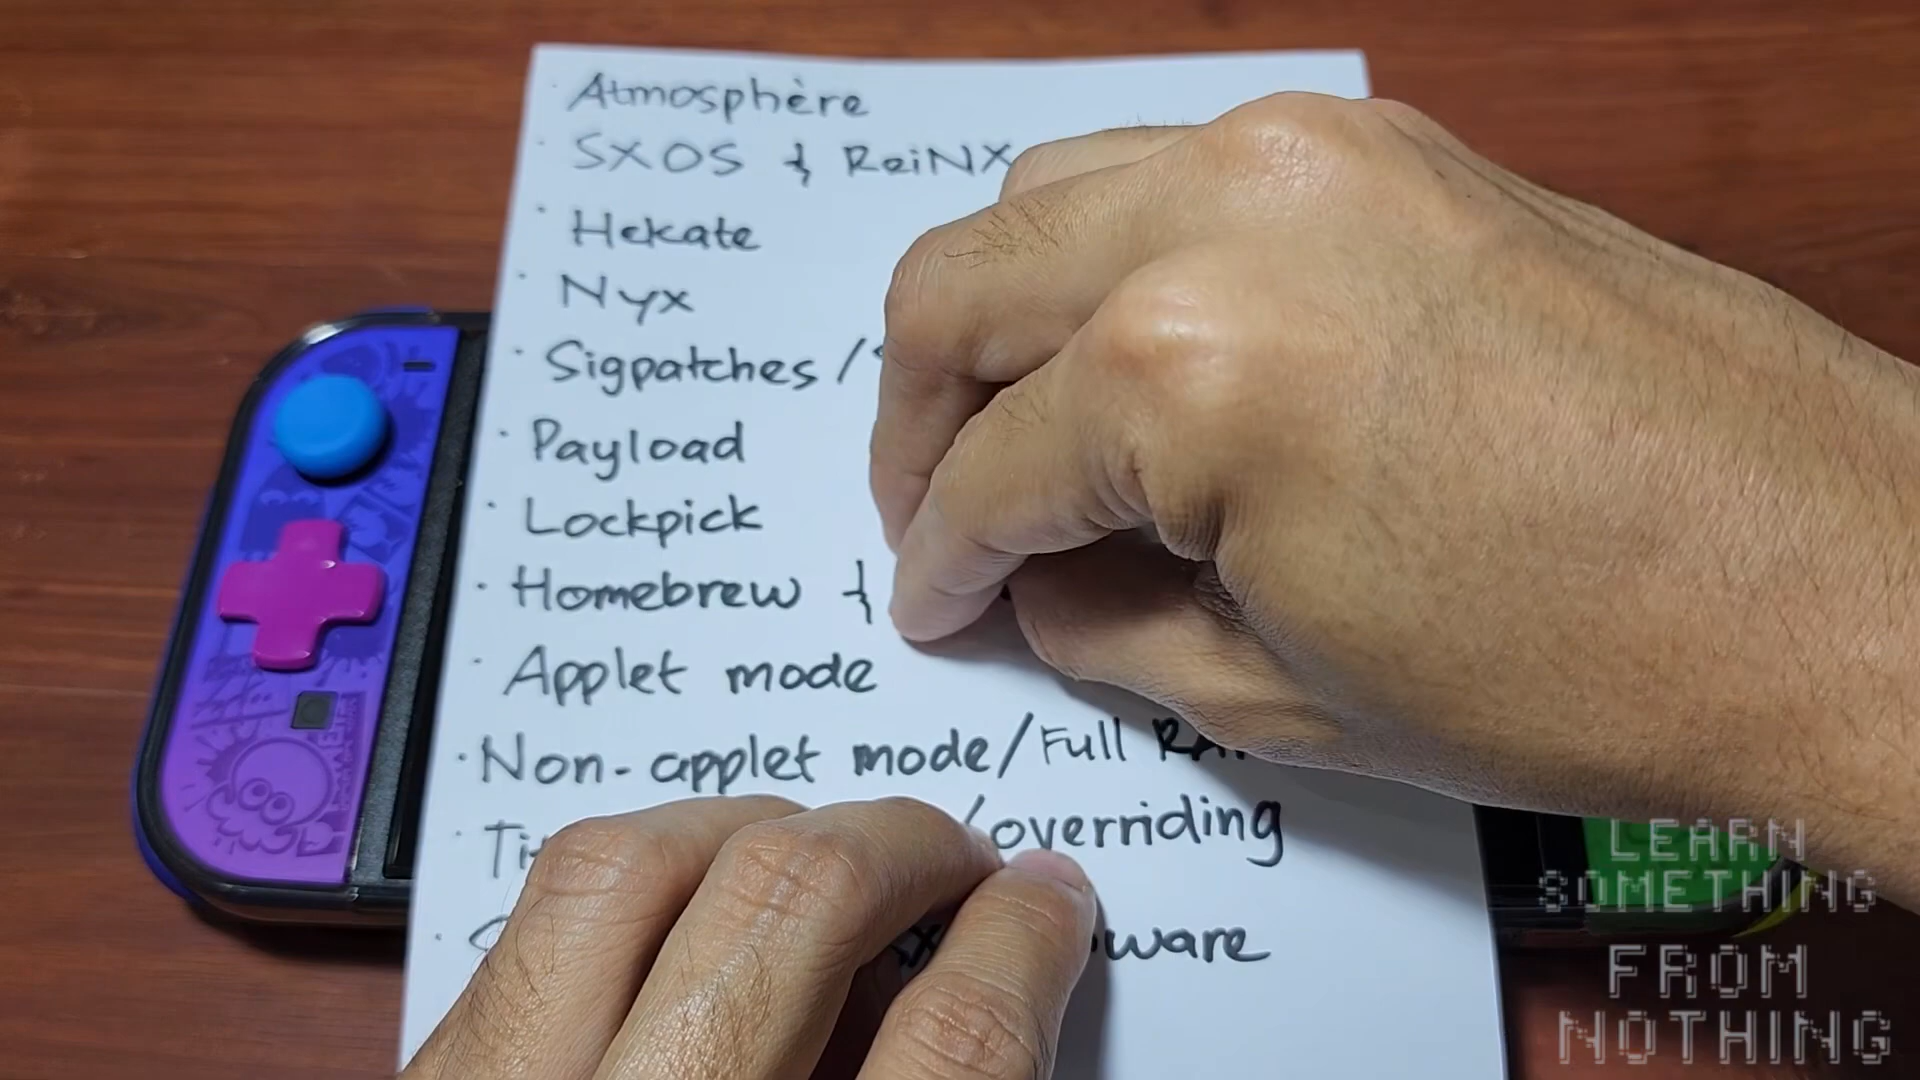 · Atmosphère
· SXOS & ReiNX
· Hekate
· Nyx
· Sigpatches /
· Payload
· Lockpick
· Homebrew &
· Applet mode
· Non-applet mode/Full
· /overriding
·
LEARN
SOMETHING
FROM
NOTHING